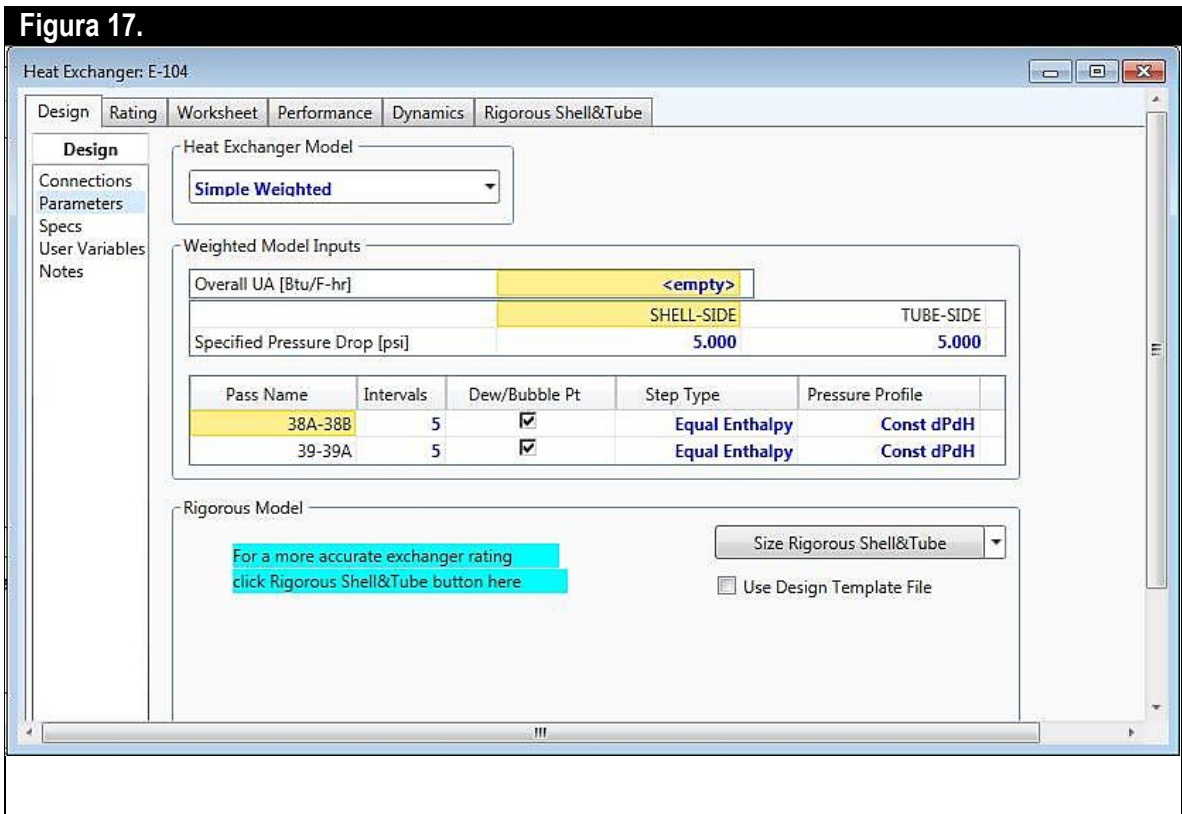 Figura 17.
Heat Exchanger: E-104
Design Rating Worksheet Performance Dynamics Rigorous Shell&Tube
Design
Connections
Parameters
Specs
User Variables
Notes
Heat Exchanger Model
Simple Weighted
Weighted Model Inputs
Overall UA [Btu/F-hr] <empty>
SHELL-SIDE TUBE-SIDE
Specified Pressure Drop [psi] 5.000 5.000
Pass Name Intervals Dew/Bubble Pt Step Type Pressure Profile
38A-38B 5 Equal Enthalpy Const dPdH
39-39A 5 Equal Enthalpy Const dPdH
Rigorous Model
For a more accurate exchanger rating
click Rigorous Shell&Tube button here
Size Rigorous Shell&Tube
Use Design Template File